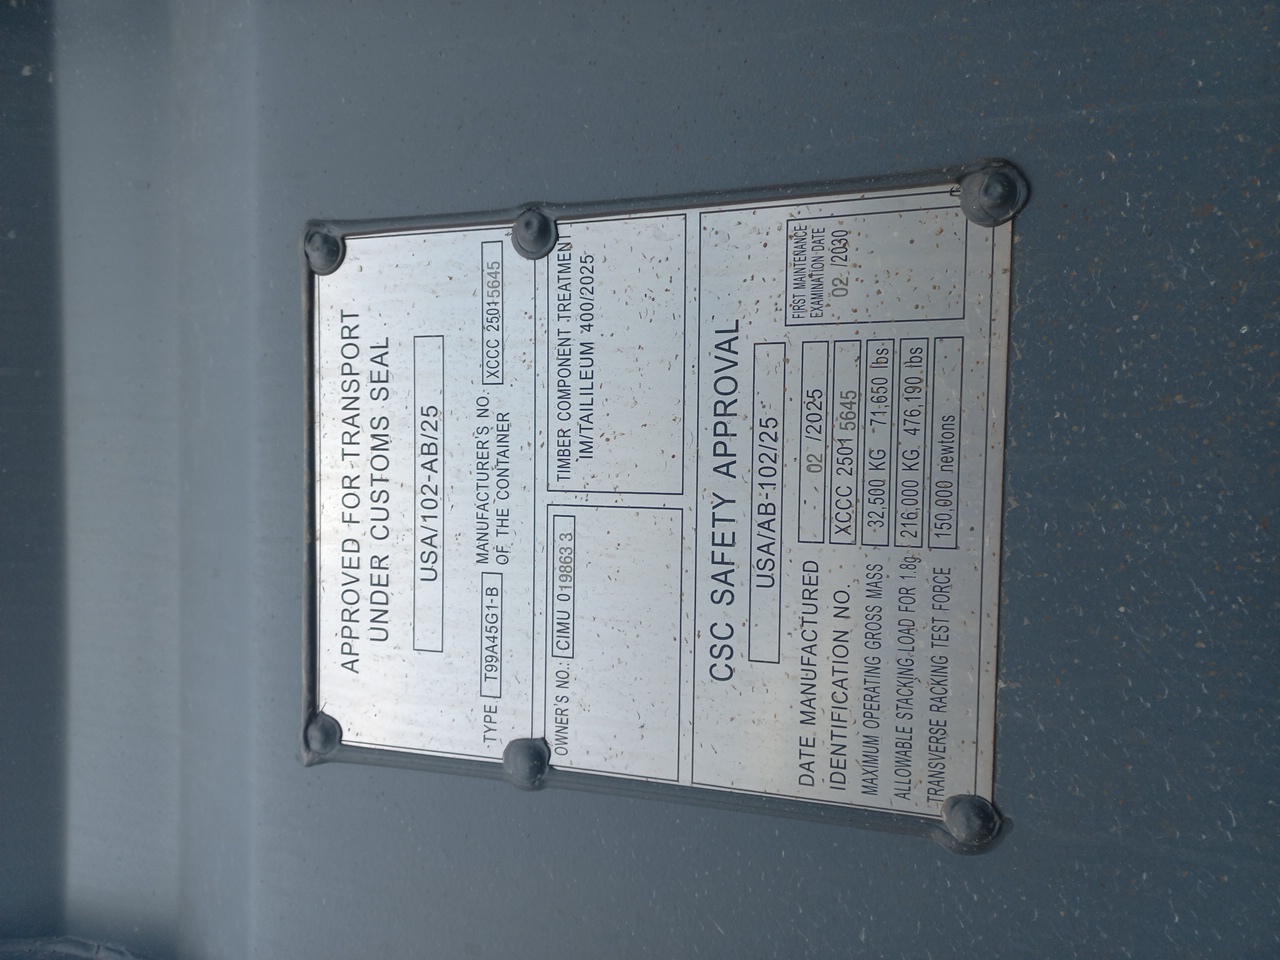 APPROVED FOR TRANSPORT
UNDER CUSTOMS SEAL
USA/102-AB/25
TYPE T99A45G1-B MANUFACTURER'S NO. OF THE CONTAINER XCCC 25015645
OWNER'S NO.: CIMU 019863 3
TIMBER COMPONENT TREATMENT
IM/TAILILEUM 400/2025
CSC SAFETY APPROVAL
USA/AB-102/25
FIRST MAINTENANCE
EXAMINATION DATE
02 /2030
DATE MANUFACTURED 02 /2025
IDENTIFICATION NO. XCCC 2501 5645
MAXIMUM OPERATING GROSS MASS 32,500 KG 71,650 lbs
ALLOWABLE STACKING LOAD FOR 1.8g 216,000 KG 476,190 lbs
TRANSVERSE RACKING TEST FORCE 150,000 newtons